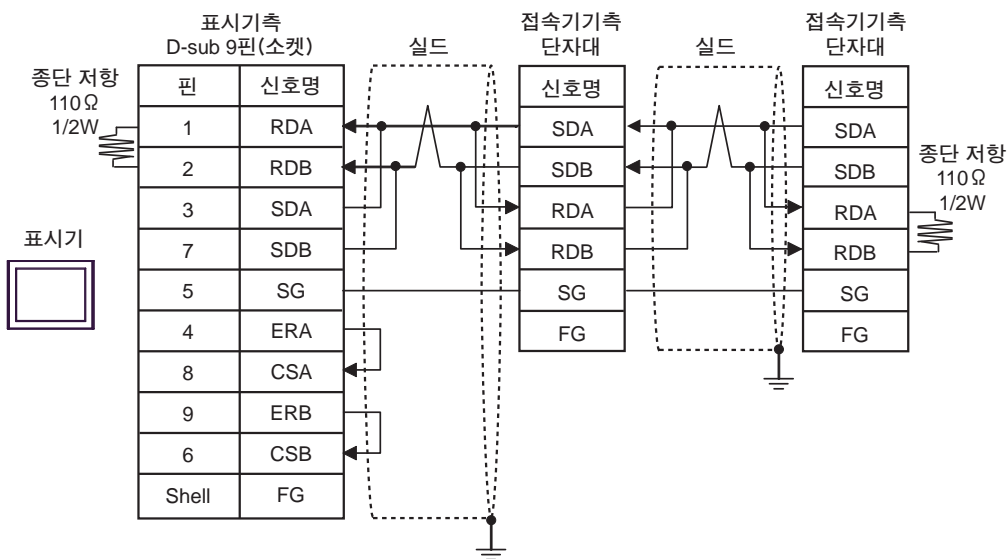 표시기측
D-sub 9핀(소켓)
실드
접속기기측
단자대
실드
접속기기측
단자대
종단 저항
110Ω
1/2W
핀 신호명
1 RDA
2 RDB
3 SDA
7 SDB
5 SG
4 ERA
8 CSA
9 ERB
6 CSB
Shell FG
표시기
신호명
SDA
SDB
RDA
RDB
SG
FG
신호명
SDA
SDB
RDA
RDB
SG
FG
종단 저항
110Ω
1/2W